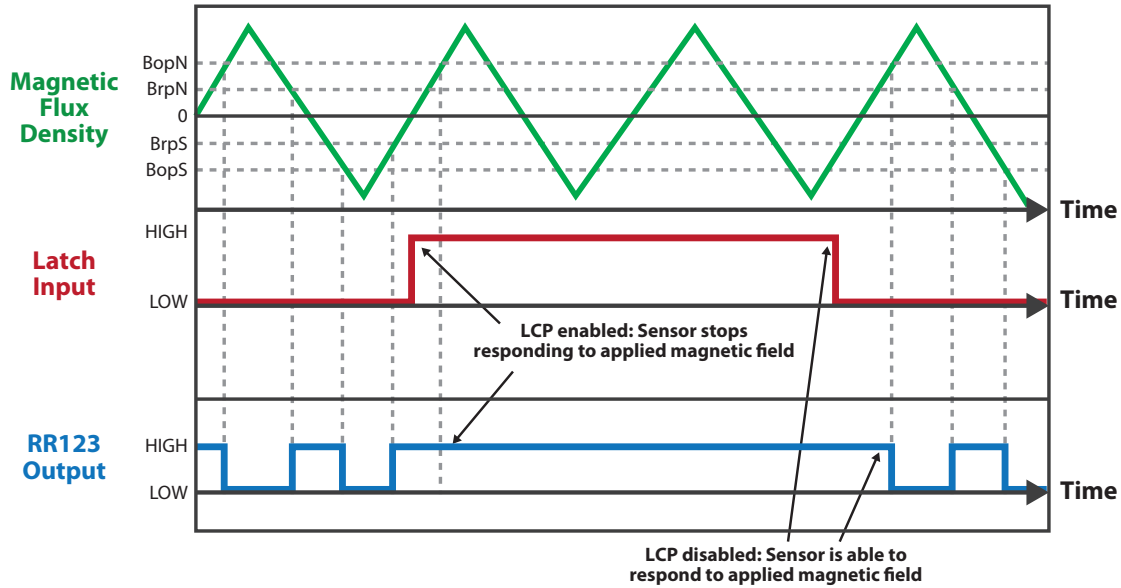 Magnetic
Flux
Density
BopN
BrpN
0
BrpS
BopS
Time
Latch
Input
HIGH
LOW
Time
LCP enabled: Sensor stops
responding to applied magnetic field
RR123
Output
HIGH
LOW
Time
LCP disabled: Sensor is able to
respond to applied magnetic field